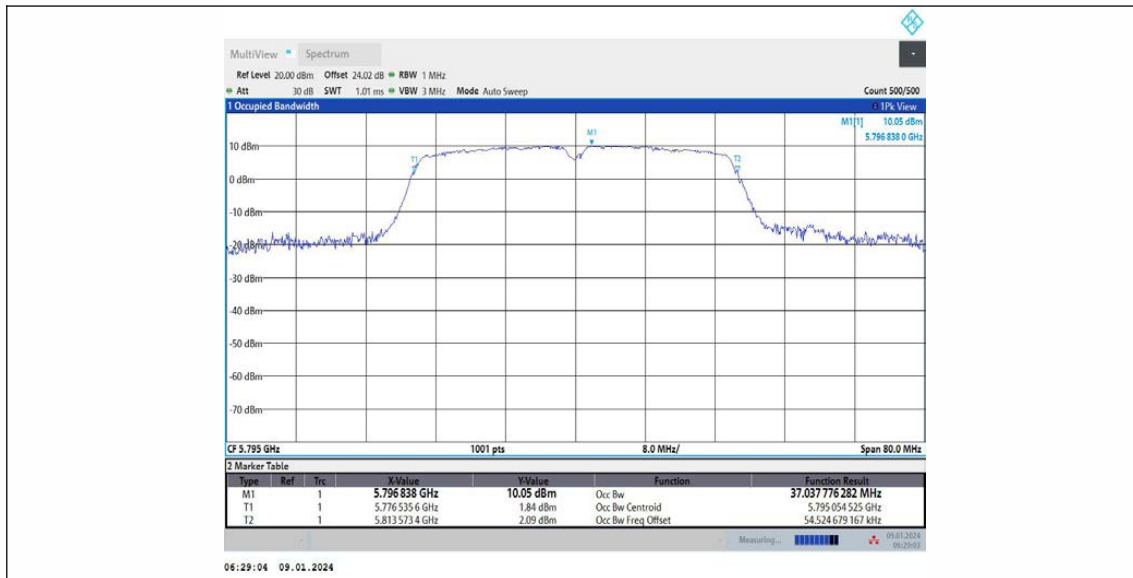 MultiView Spectrum
Ref Level 20.00 dBm Offset 24.02 dB RBW 1 MHz
Att 30 dB SWT 1.01 ms VBW 3 MHz Mode Auto Sweep Count 500/500
1 Occupied Bandwidth 1Pk View
M1[1] 10.05 dBm
5.796 838 0 GHz
M1
10 dBm
T1 T2
0 dBm
-10 dBm
-20 dBm
-30 dBm
-40 dBm
-50 dBm
-60 dBm
-70 dBm
CF 5.795 GHz 1001 pts 8.0 MHz/ Span 80.0 MHz
2 Marker Table
Type Ref Trc X-Value Y-Value Function Function Result
M1 1 5.796 838 GHz 10.05 dBm Occ Bw 37.037 776 282 MHz
T1 1 5.776 535 6 GHz 1.84 dBm Occ Bw Centroid 5.795 054 525 GHz
T2 1 5.813 573 4 GHz 2.09 dBm Occ Bw Freq Offset 54.524 679 167 kHz
Measuring... 09.01.2024
06:29:03
06:29:04 09.01.2024